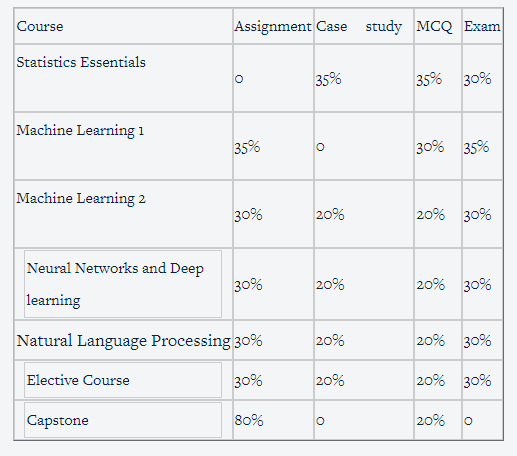 Course Assignment Case study MCQ Exam
Statistics Essentials
0 35% 35% 30%
Machine Learning 1
35% 0 30% 35%
Machine Learning 2
30% 20% 20% 30%
Neural Networks and Deep
learning
30% 20% 20% 30%
Natural Language Processing 30% 20% 20% 30%
Elective Course 30% 20% 20% 30%
Capstone 80% 0 20% 0